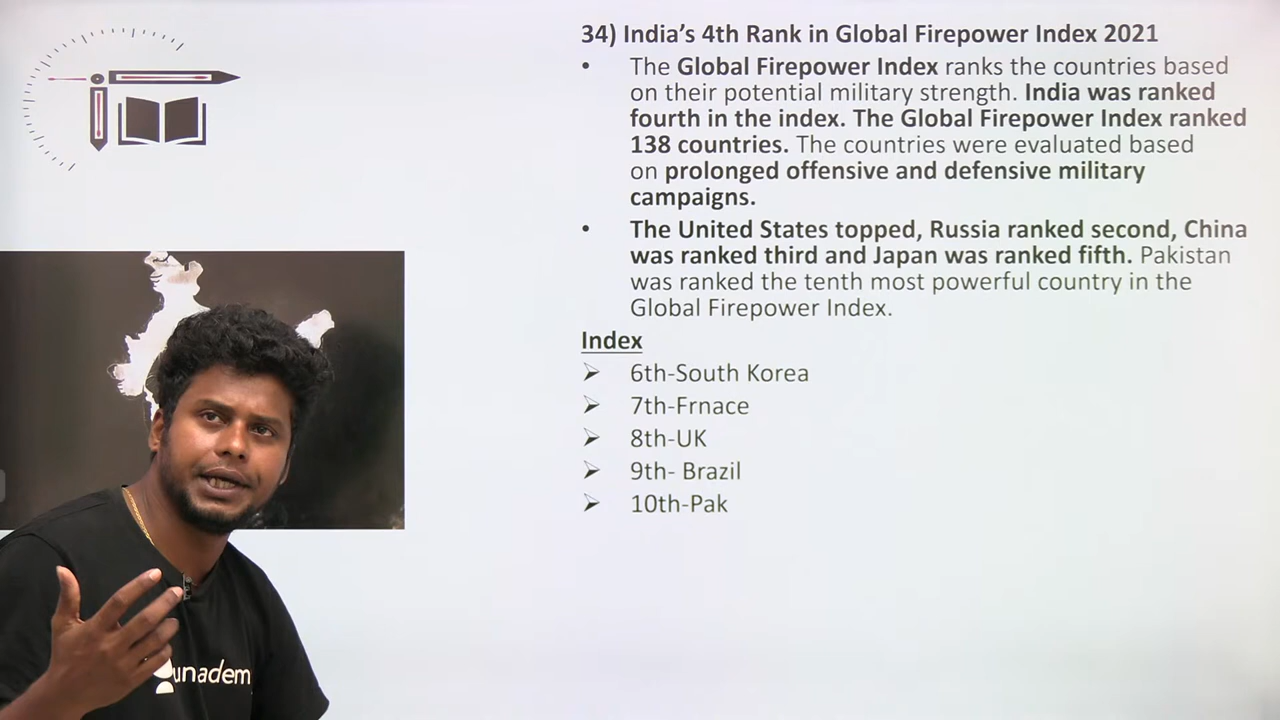 34) India’s 4th Rank in Global Firepower Index 2021
• The Global Firepower Index ranks the countries based
on their potential military strength. India was ranked
fourth in the index. The Global Firepower Index ranked
138 countries. The countries were evaluated based
on prolonged offensive and defensive military
campaigns.
• The United States topped, Russia ranked second, China
was ranked third and Japan was ranked fifth. Pakistan
was ranked the tenth most powerful country in the
Global Firepower Index.
Index
➢ 6th-South Korea
➢ 7th-Frnace
➢ 8th-UK
➢ 9th- Brazil
➢ 10th-Pak
unadem